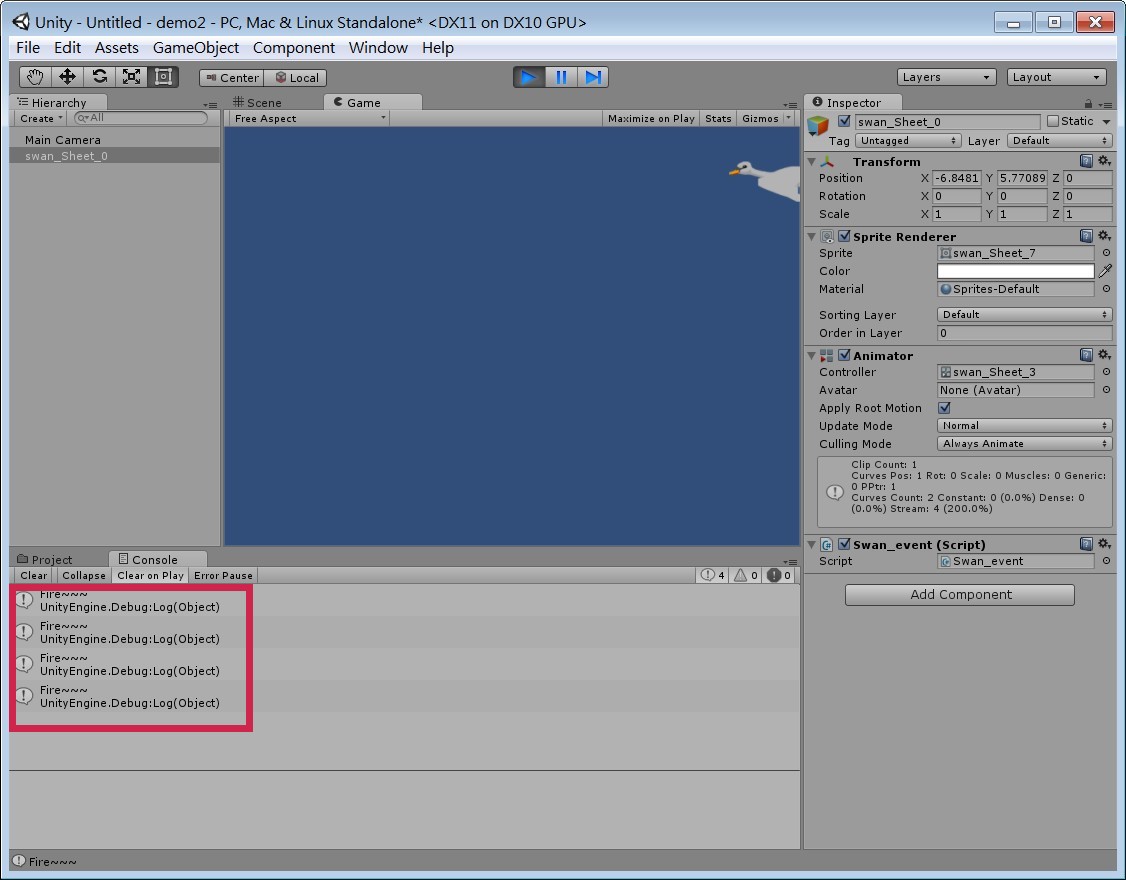 Unity - Untitled - demo2 - PC, Mac & Linux Standalone* <DX11 on DX10 GPU>
File Edit Assets GameObject Component Window Help
Center Local Layers Layout
Hierarchy
Create All
Main Camera
swan_Sheet_0
Scene Game
Free Aspect Maximize on Play Stats Gizmos
Inspector
swan_Sheet_0 Static
Tag Untagged Layer Default
Transform
Position X -6.8481 Y 5.77089 Z 0
Rotation X 0 Y 0 Z 0
Scale X 1 Y 1 Z 1
Sprite Renderer
Sprite swan_Sheet_7
Color
Material Sprites-Default
Sorting Layer Default
Order in Layer 0
Animator
Controller swan_Sheet_3
Avatar None (Avatar)
Apply Root Motion
Update Mode Normal
Culling Mode Always Animate
Clip Count: 1
Curves Pos: 1 Rot: 0 Scale: 0 Muscles: 0 Generic:
0 PPtr: 1
Curves Count: 2 Constant: 0 (0.0%) Dense: 0
(0.0%) Stream: 4 (200.0%)
Swan_event (Script)
Script Swan_event
Add Component
Project Console
Clear Collapse Clear on Play Error Pause 4 0 0
Fire~~~
UnityEngine.Debug:Log(Object)
Fire~~~
UnityEngine.Debug:Log(Object)
Fire~~~
UnityEngine.Debug:Log(Object)
Fire~~~
UnityEngine.Debug:Log(Object)
Fire~~~